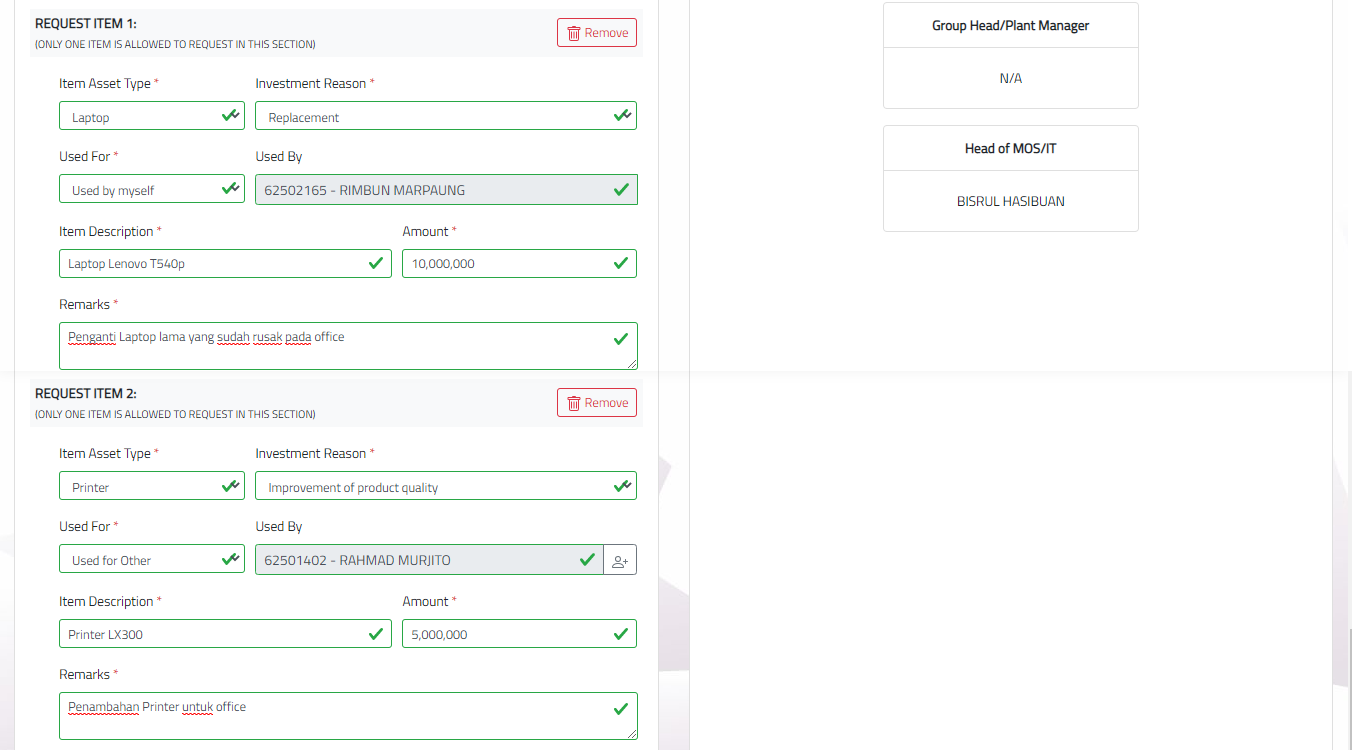 REQUEST ITEM 1:
(ONLY ONE ITEM IS ALLOWED TO REQUEST IN THIS SECTION)
Remove
Item Asset Type *
Investment Reason *
Laptop
Replacement
Used For *
Used By
Used by myself
62502165 - RIMBUN MARPAUNG
Item Description *
Amount *
Laptop Lenovo T540p
10,000,000
Remarks *
Penganti Laptop lama yang sudah rusak pada office
REQUEST ITEM 2:
(ONLY ONE ITEM IS ALLOWED TO REQUEST IN THIS SECTION)
Remove
Item Asset Type *
Investment Reason *
Printer
Improvement of product quality
Used For *
Used By
Used for Other
62501402 - RAHMAD MURJITO
Item Description *
Amount *
Printer LX300
5,000,000
Remarks *
Penambahan Printer untuk office
Group Head/Plant Manager
N/A
Head of MOS/IT
BISRUL HASIBUAN